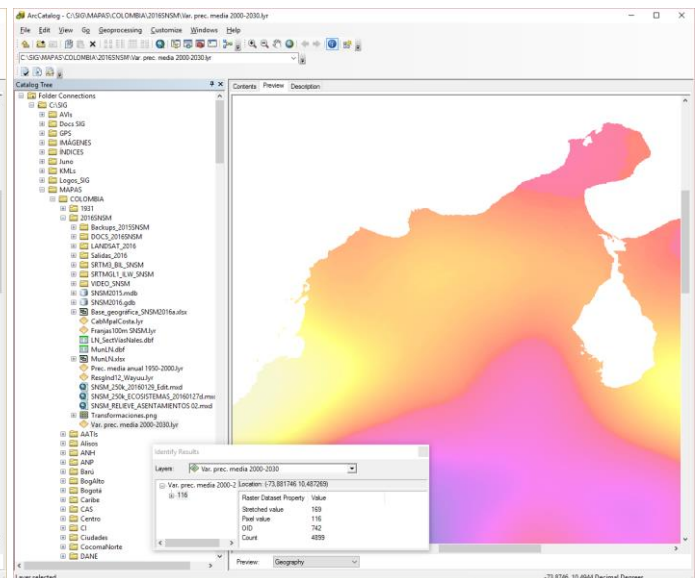 ArcCatalog - C:\SIG\MAPAS\COLOMBIA\2016SNSM\Var. prec. media 2000-2030.lyr
File Edit View Go Geoprocessing Customize Windows Help
C:\SIG\MAPAS\COLOMBIA\2016SNSM\Var. prec. media 2000-2030.lyr
Catalog Tree
Contents Preview Description
Folder Connections
C:\SIG
AVIs
Docs SIG
GPS
IMÁGENES
ÍNDICES
Juno
KMLs
Logos_SIG
MAPAS
COLOMBIA
1931
2016SNSM
Backups_2015SNSM
DOCS_2016SNSM
LANDSAT_2016
Salidas_2016
SRTM3_BIL_SNSM
SRTMGL1_ILW_SNSM
VIDEO_SNSM
SNSM2015.mdb
SNSM2016.gdb
Base_geográfica_SNSM2016a.xlsx
CabMpalCosta.lyr
Franjas100m SNSM.lyr
LN_SectViasNales.dbf
MunLN.dbf
MunLN.xlsx
Prec. media anual 1950-2000.lyr
ResgInd12_Wayuu.lyr
SNSM_250k_20160129_Edit.mxd
SNSM_250k_ECOSISTEMAS_20160127d.mxd
SNSM_RELIEVE_ASENTAMIENTOS 02.mxd
Transformaciones.png
Var. prec. media 2000-2030.lyr
AATIs
Alisos
ANH
ANP
Barú
BogAlto
Bogotá
Caribe
CAS
Centro
CI
Ciudades
CocomaNorte
DANE
Identify Results
Layers: Var. prec. media 2000-2030
Var. prec. media 2000-2
116
Location: (-73,881746 10,487269)
Raster Dataset Property Value
Stretched value 169
Pixel value 116
OID 742
Count 4899
Preview: Geography
Layer selected
-73,8746 10,4944 Decimal Degrees